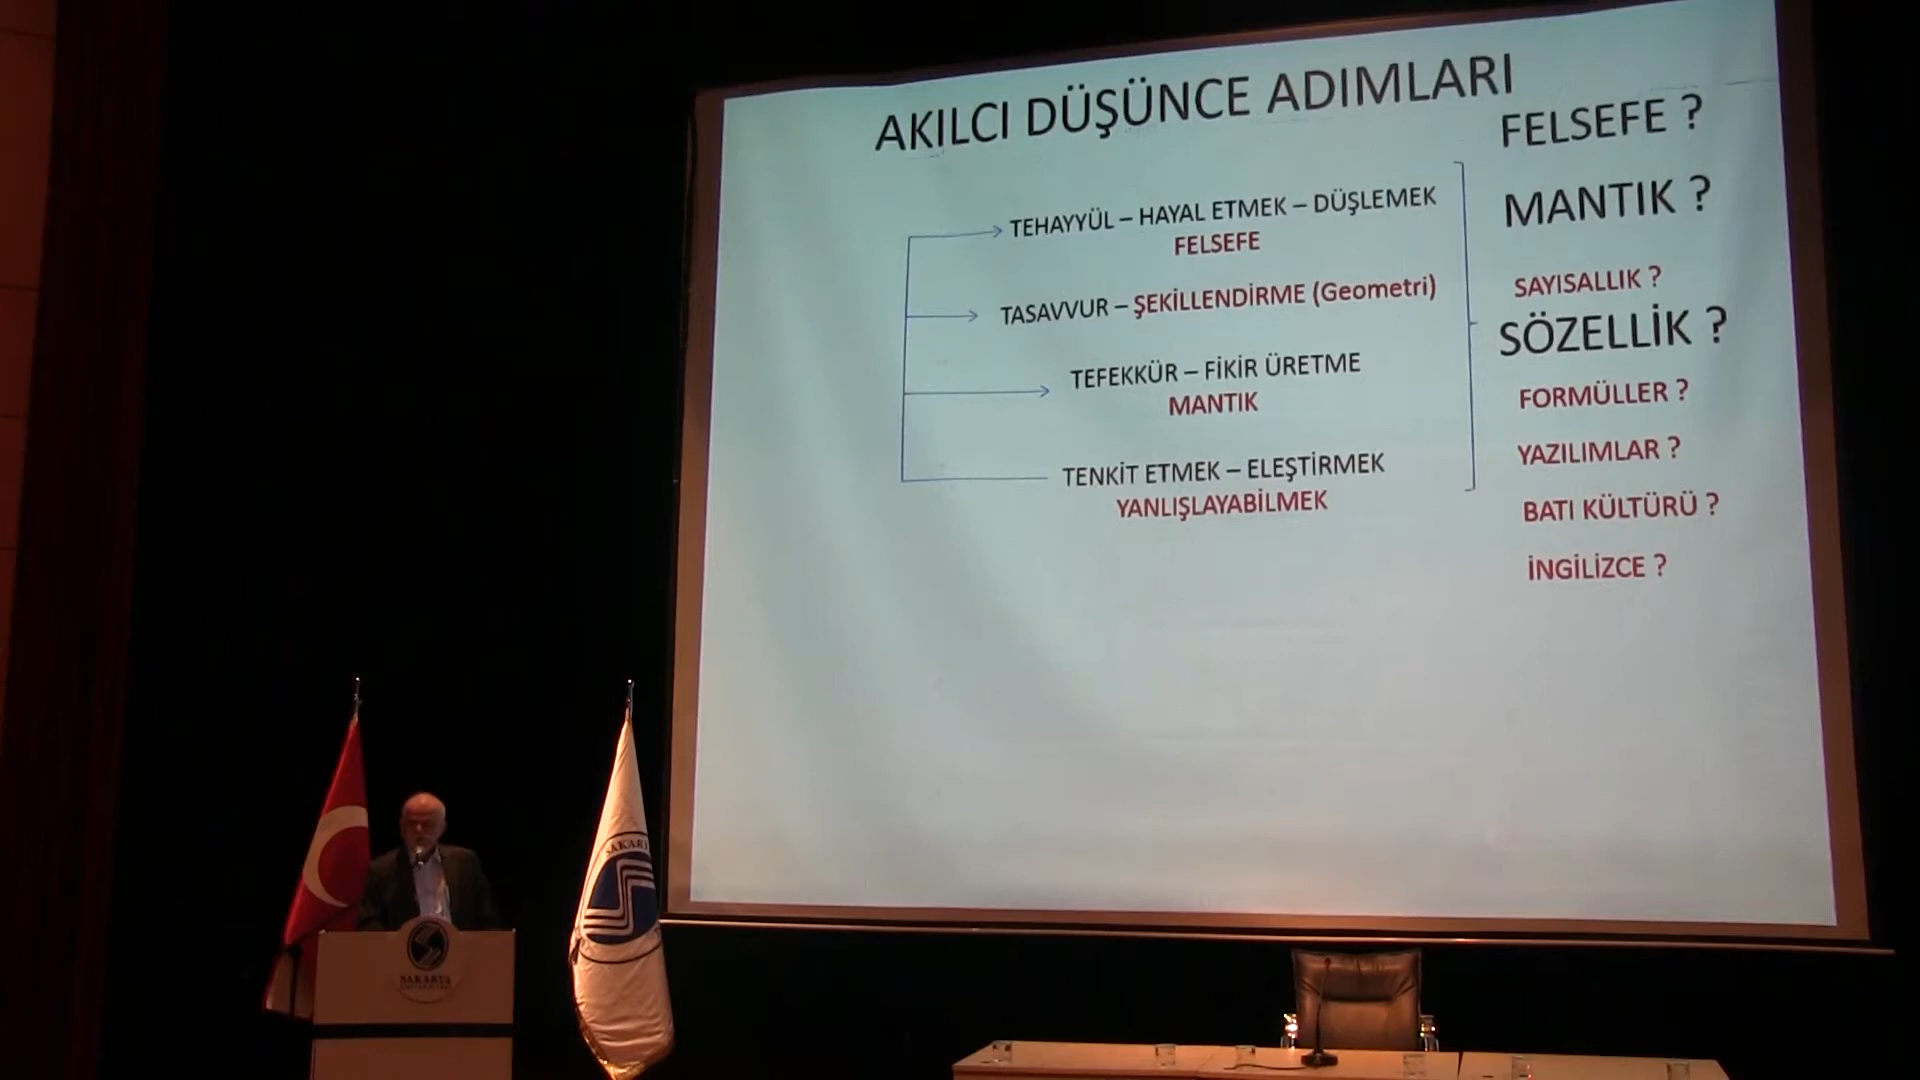 AKILCI DÜŞÜNCE ADIMLARI
TEHAYYÜL – HAYAL ETMEK – DÜŞLEMEK
FELSEFE
TASAVVUR – ŞEKİLLENDİRME (Geometri)
TEFEKKÜR – FİKİR ÜRETME
MANTIK
TENKİT ETMEK – ELEŞTİRMEK
YANLIŞLAYABİLMEK
FELSEFE ?
MANTIK ?
SAYISALLIK ?
SÖZELLİK ?
FORMÜLLER ?
YAZILIMLAR ?
BATI KÜLTÜRÜ ?
İNGİLİZCE ?
SAKARYA